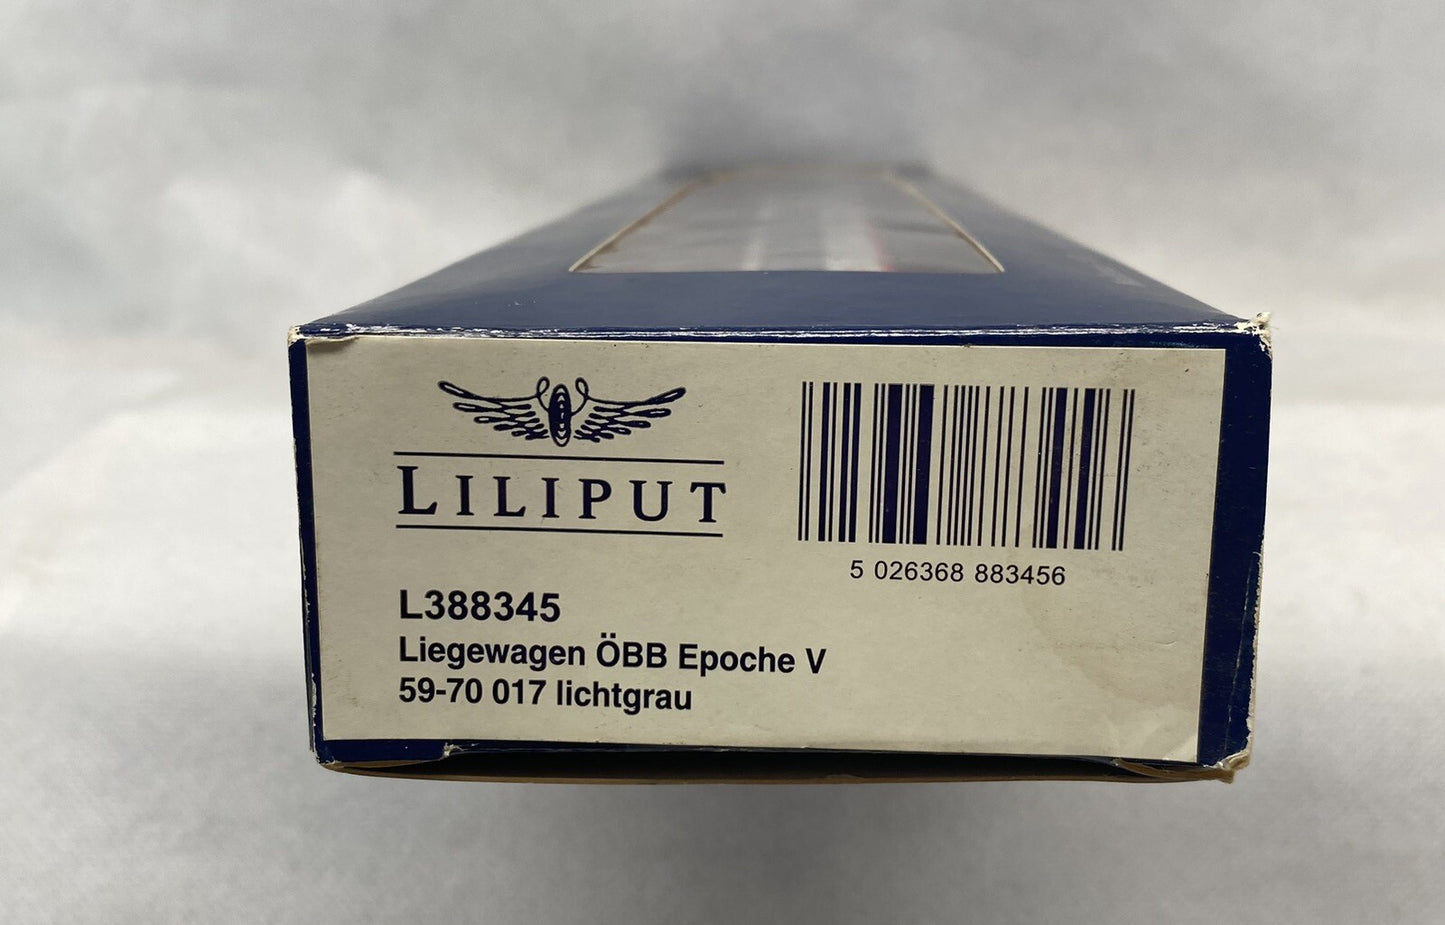 LILIPUT
5 026368 883456
L388345
Liegewagen ÖBB Epoche V
59-70 017 lichtgrau